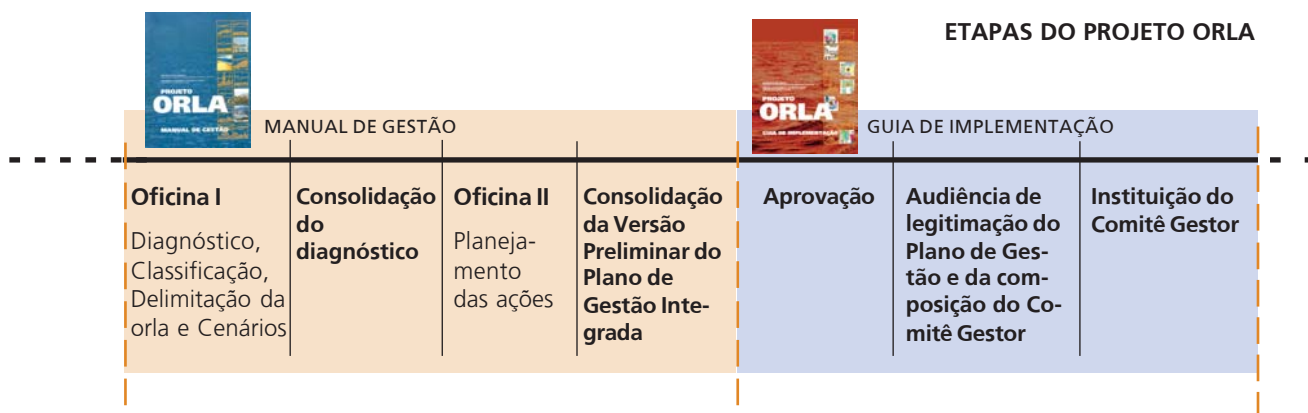 ETAPAS DO PROJETO ORLA
PROJETO
ORLA
MANUAL DE GESTÃO
MANUAL DE GESTÃO
PROJETO
ORLA
GUIA DE IMPLEMENTAÇÃO
GUIA DE IMPLEMENTAÇÃO
Oficina I
Diagnóstico,
Classificação,
Delimitação da
orla e Cenários
Consolidação
do
diagnóstico
Oficina II
Planeja-
mento
das ações
Consolidação
da Versão
Preliminar do
Plano de
Gestão Inte-
grada
Aprovação
Audiência de
legitimação do
Plano de Ges-
tão e da com-
posição do Co-
mitê Gestor
Instituição do
Comitê Gestor